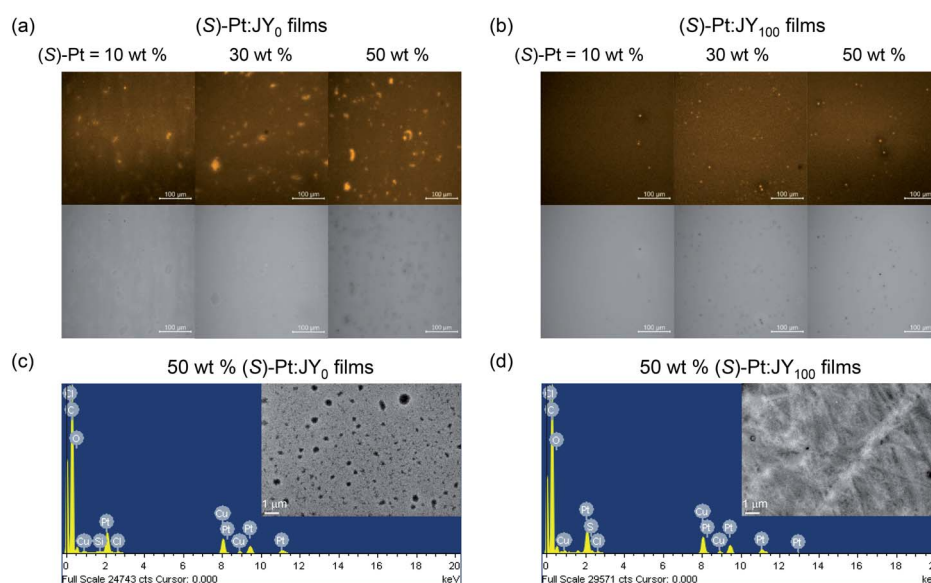 (a)
(S)-Pt:JY0 films
(S)-Pt = 10 wt %
30 wt %
50 wt %
100 μm
100 μm
100 μm
100 μm
100 μm
100 μm
(b)
(S)-Pt:JY100 films
(S)-Pt = 10 wt %
30 wt %
50 wt %
100 μm
100 μm
100 μm
100 μm
100 μm
100 μm
(c)
50 wt % (S)-Pt:JY0 films
Cl
C
O
Cu
Si
Pt
Cl
Cu
Pt
Cu
Pt
Pt
1 μm
0 2 4 6 8 10 12 14 16 18 20
Full Scale 24743 cts Cursor: 0.000
keV
(d)
50 wt % (S)-Pt:JY100 films
Cl
C
O
Cu
Pt
S
Cl
Cu
Pt
Cu
Pt
Pt
Pt
1 μm
0 2 4 6 8 10 12 14 16 18
Full Scale 29571 cts Cursor: 0.000